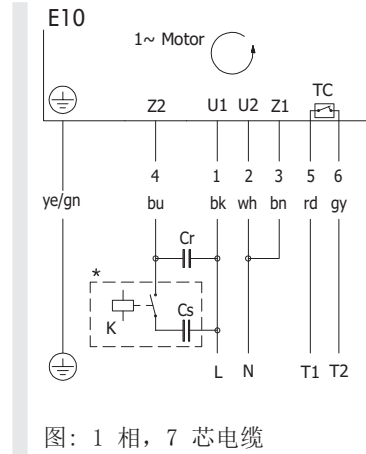 E10
1~ Motor
TC
Z2 U1 U2 Z1
4 1 2 3 5 6
ye/gn bu bk wh bn rd gy
Cr
*
K Cs
L N T1 T2
图: 1 相, 7 芯电缆